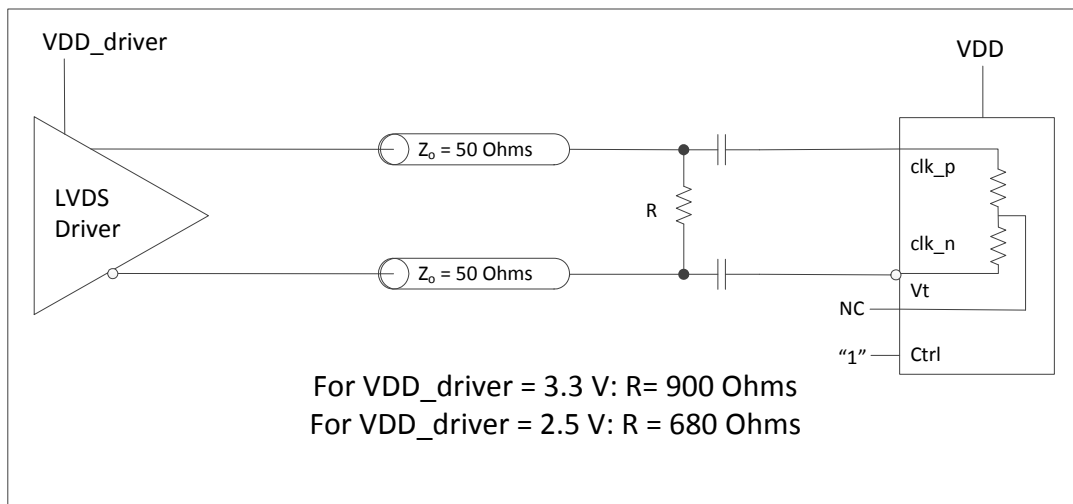 VDD_driver
VDD
Zo = 50 Ohms
clk_p
LVDS
Driver
R
clk_n
Zo = 50 Ohms
Vt
NC
“1”
Ctrl
For VDD_driver = 3.3 V: R= 900 Ohms
For VDD_driver = 2.5 V: R = 680 Ohms